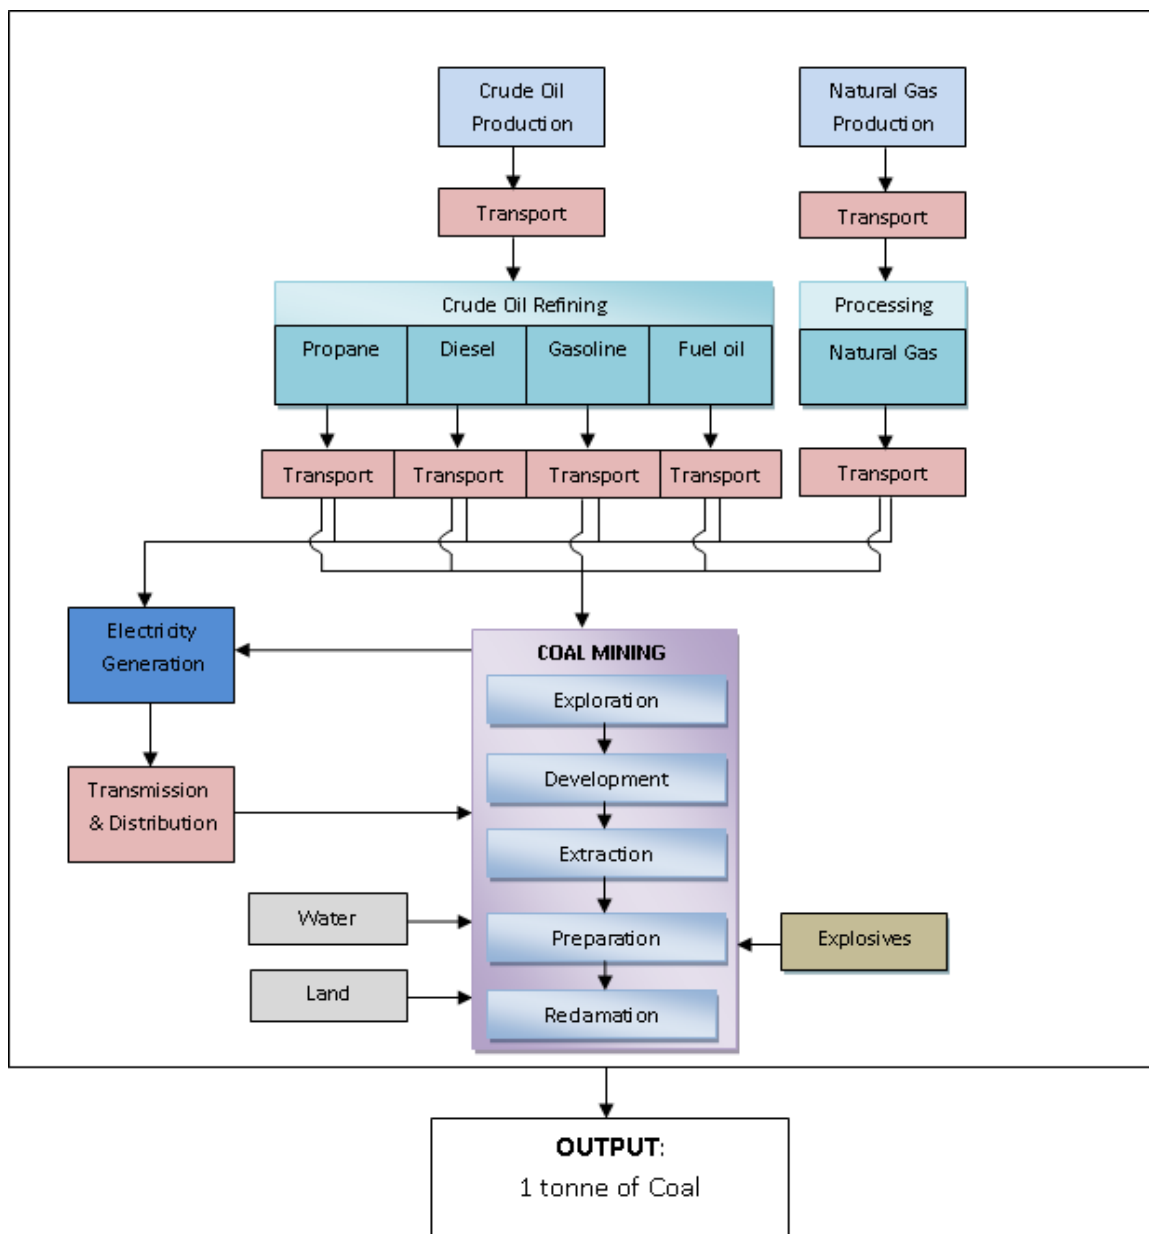 Crude Oil
Production
Natural Gas
Production
Transport
Transport
Crude Oil Refining
Processing
Propane
Diesel
Gasoline
Fuel oil
Natural Gas
Transport
Transport
Transport
Transport
Transport
Electricity
Generation
COAL MINING
Exploration
Development
Transmission
& Distribution
Extraction
Water
Preparation
Explosives
Land
Reclamation
OUTPUT:
1 tonne of Coal